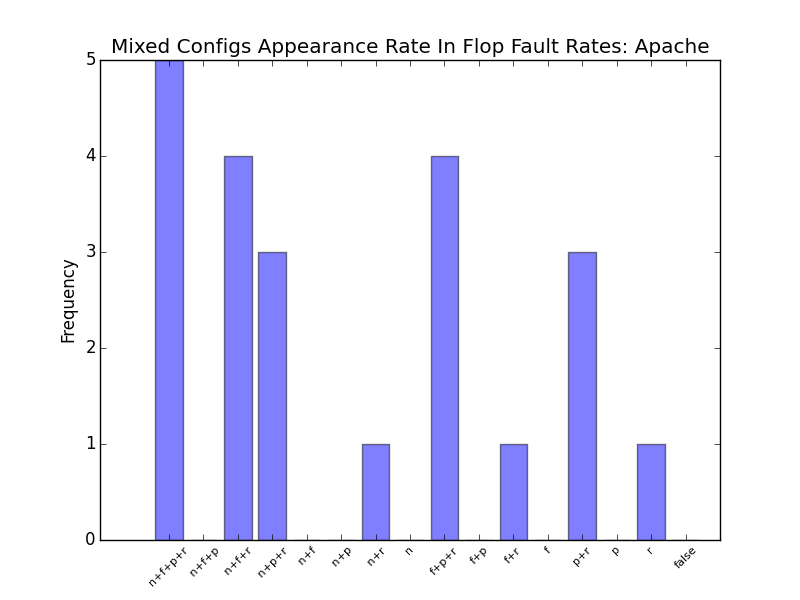 Mixed Configs Appearance Rate In Flop Fault Rates: Apache
5
4
3
2
1
0
Frequency
n+f+p+r
n+f+p
n+f+r
n+p+r
n+f
n+p
n+r
n
f+p+r
f+p
f+r
f
p+r
p
r
false